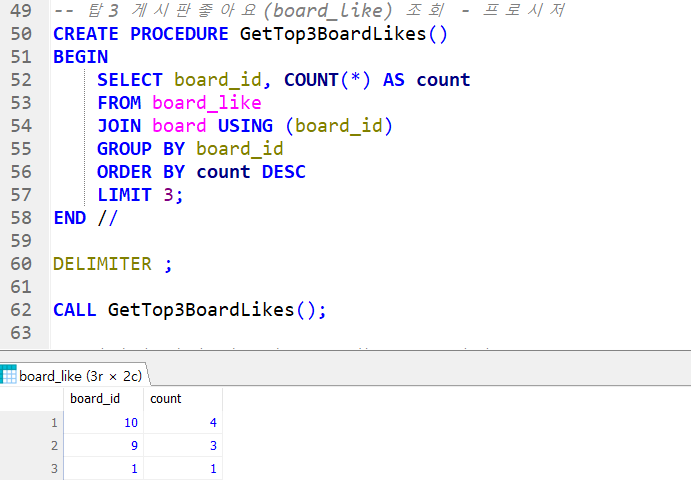 49 -- 탑3 게시판좋아요(board_like) 조회 - 프로시저
50 CREATE PROCEDURE GetTop3BoardLikes()
51 BEGIN
52 SELECT board_id, COUNT(*) AS count
53 FROM board_like
54 JOIN board USING (board_id)
55 GROUP BY board_id
56 ORDER BY count DESC
57 LIMIT 3;
58 END //
59
60 DELIMITER ;
61
62 CALL GetTop3BoardLikes();
63
board_like (3r × 2c)
board_id count
1 10 4
2 9 3
3 1 1